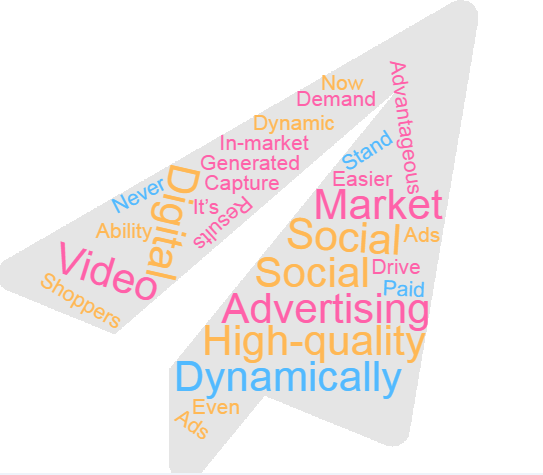 Now
Demand
Advantageous
Dynamic
In-market
Stand
Generated
Easier
Capture
Never
Digital
It's
Results
Market
Ability
Social
Ads
Video
Social
Drive
Shoppers
Paid
Advertising
High-quality
Dynamically
Even
Ads